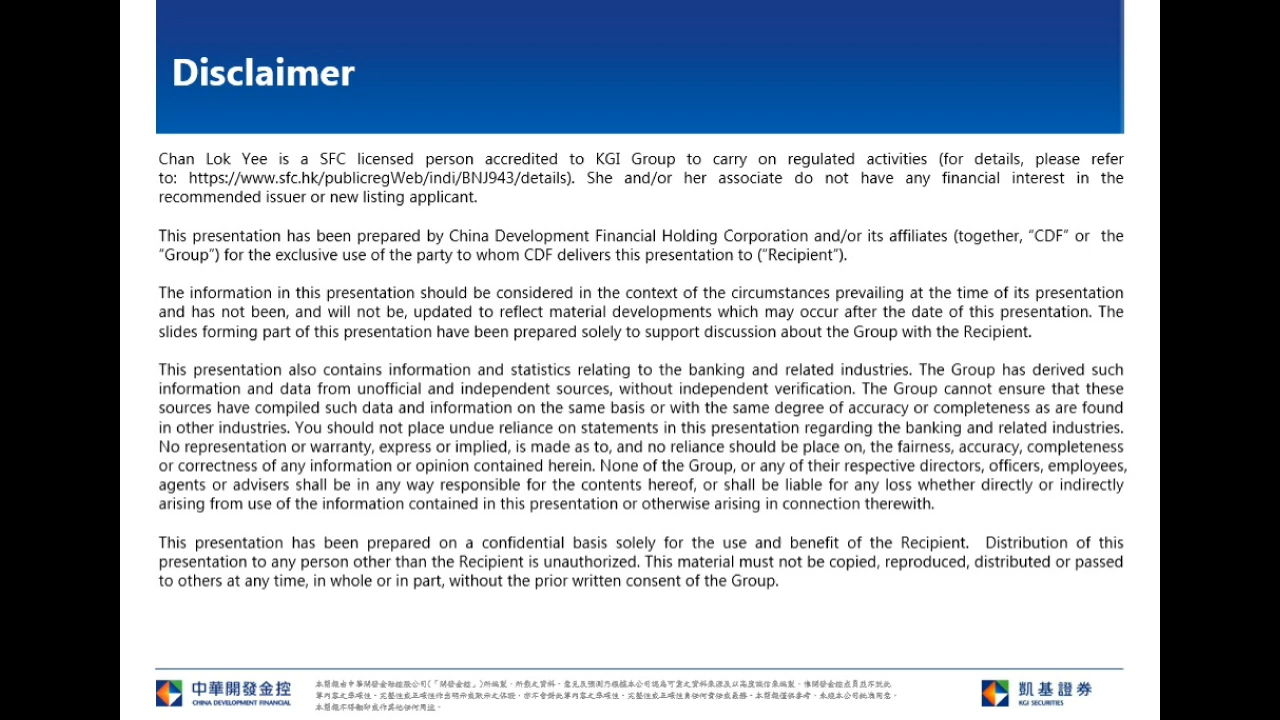 Disclaimer
Chan Lok Yee is a SFC licensed person accredited to KGI Group to carry on regulated activities (for details, please refer
to: https://www.sfc.hk/publicregWeb/indi/BNJ943/details). She and/or her associate do not have any financial interest in the
recommended issuer or new listing applicant.
This presentation has been prepared by China Development Financial Holding Corporation and/or its affiliates (together, “CDF” or the
“Group”) for the exclusive use of the party to whom CDF delivers this presentation to (“Recipient”).
The information in this presentation should be considered in the context of the circumstances prevailing at the time of its presentation
and has not been, and will not be, updated to reflect material developments which may occur after the date of this presentation. The
slides forming part of this presentation have been prepared solely to support discussion about the Group with the Recipient.
This presentation also contains information and statistics relating to the banking and related industries. The Group has derived such
information and data from unofficial and independent sources, without independent verification. The Group cannot ensure that these
sources have compiled such data and information on the same basis or with the same degree of accuracy or completeness as are found
in other industries. You should not place undue reliance on statements in this presentation regarding the banking and related industries.
No representation or warranty, express or implied, is made as to, and no reliance should be place on, the fairness, accuracy, completeness
or correctness of any information or opinion contained herein. None of the Group, or any of their respective directors, officers, employees,
agents or advisers shall be in any way responsible for the contents hereof, or shall be liable for any loss whether directly or indirectly
arising from use of the information contained in this presentation or otherwise arising in connection therewith.
This presentation has been prepared on a confidential basis solely for the use and benefit of the Recipient. Distribution of this
presentation to any person other than the Recipient is unauthorized. This material must not be copied, reproduced, distributed or passed
to others at any time, in whole or in part, without the prior written consent of the Group.
中華開發金控
CHINA DEVELOPMENT FINANCIAL
凱基證券
KGI SECURITIES